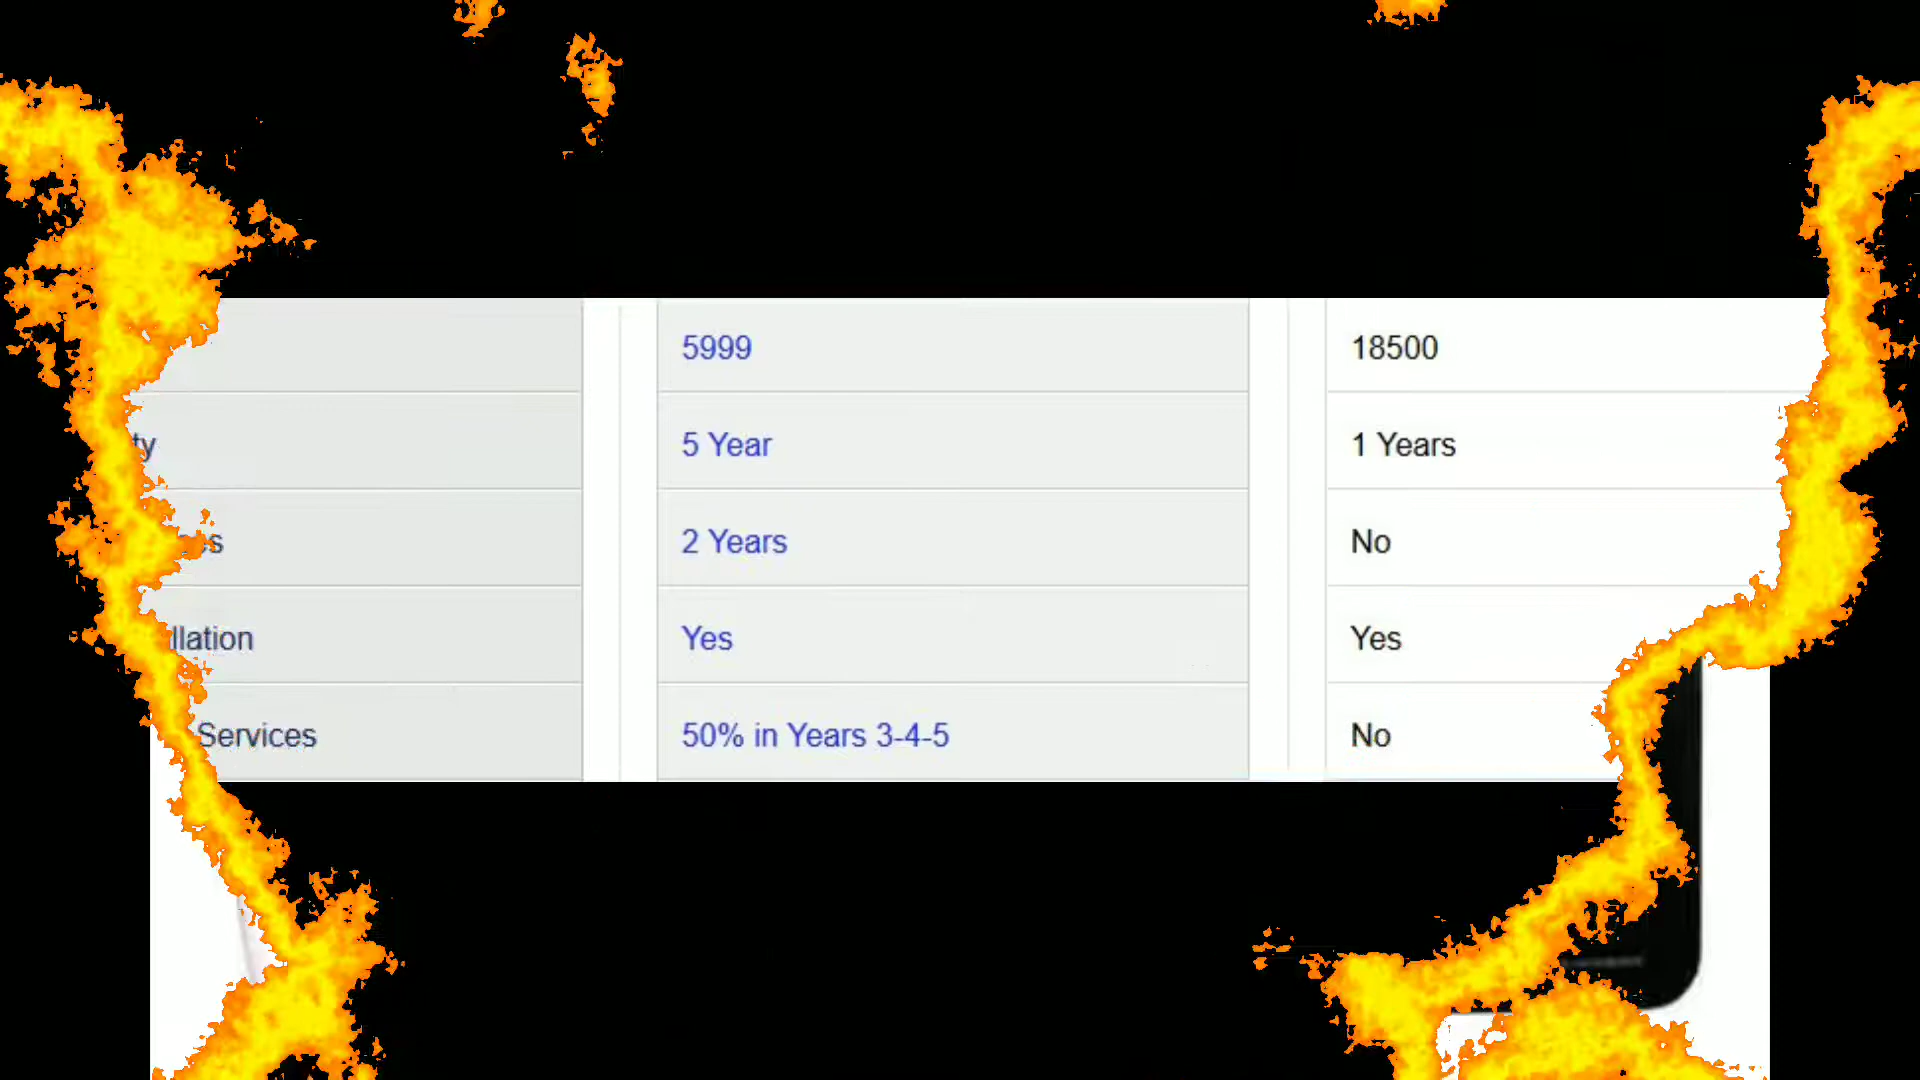 5999 18500
5 Year 1 Years
2 Years No
Yes Yes
Services 50% in Years 3-4-5 No